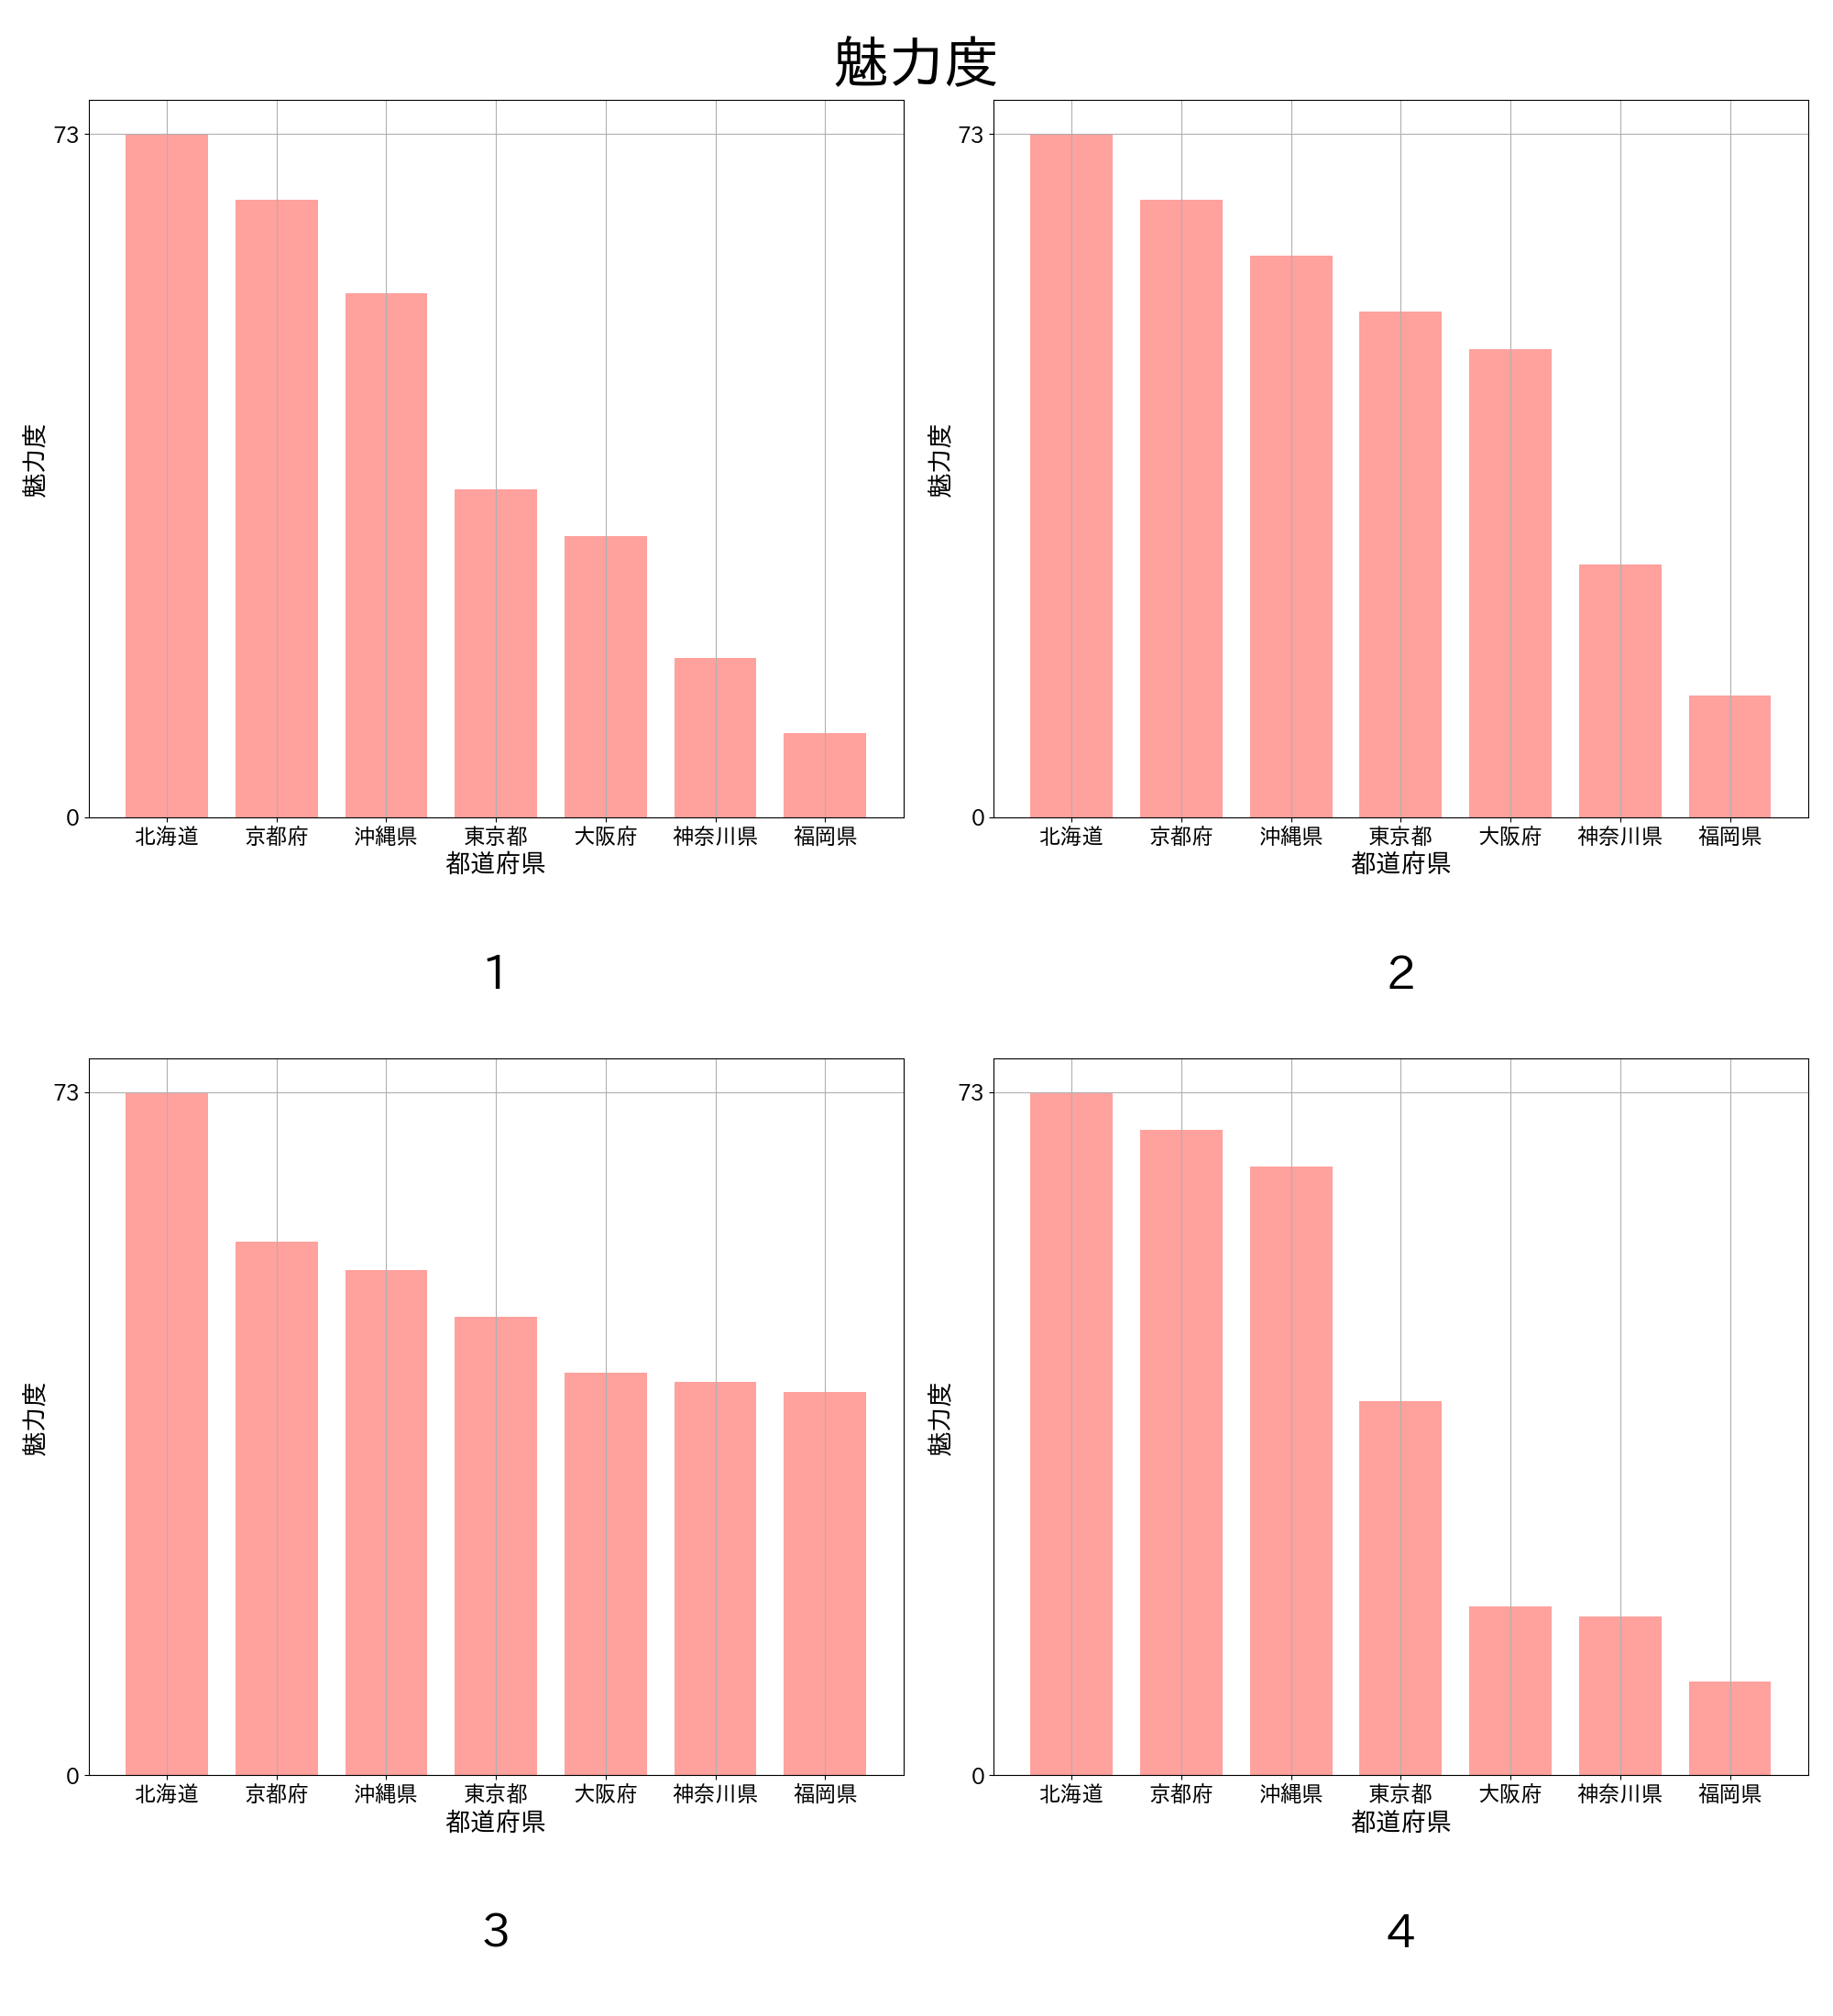 魅力度
73
魅力度
0
北海道 京都府 沖縄県 東京都 大阪府 神奈川県 福岡県
都道府県
1
73
魅力度
0
北海道 京都府 沖縄県 東京都 大阪府 神奈川県 福岡県
都道府県
2
73
魅力度
0
北海道 京都府 沖縄県 東京都 大阪府 神奈川県 福岡県
都道府県
3
73
魅力度
0
北海道 京都府 沖縄県 東京都 大阪府 神奈川県 福岡県
都道府県
4